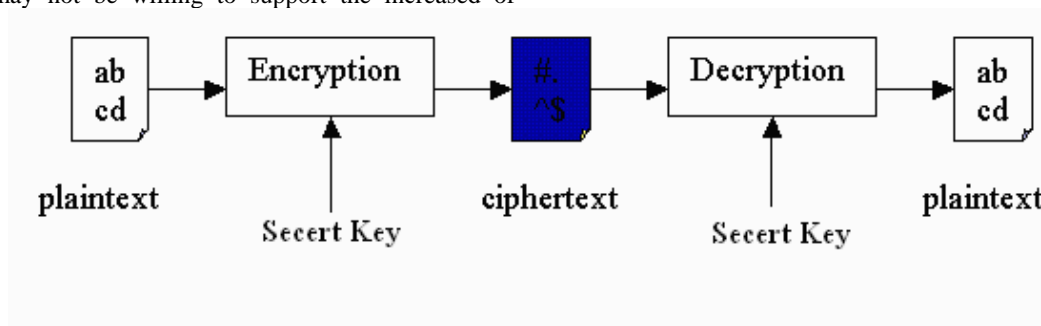 may not be willing to support the increased of
ab
cd
Encryption
#.
^$
Decryption
ab
cd
plaintext
ciphertext
plaintext
Secert Key
Secert Key